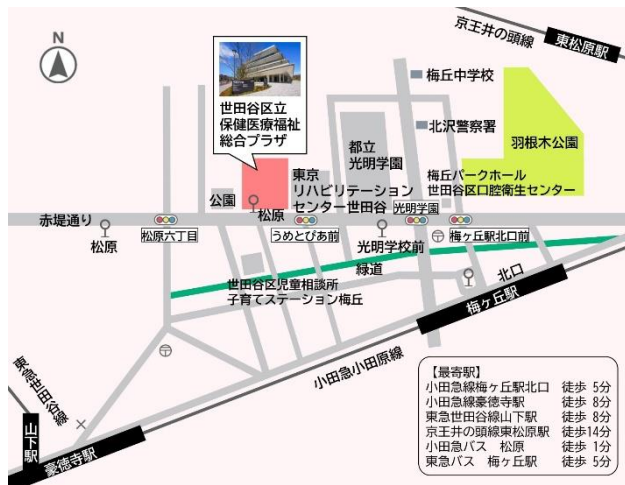 N
京王井の頭線
東松原駅
世田谷区立
保健医療福祉
総合プラザ
梅丘中学校
北沢警察署
羽根木公園
都立
光明学園
梅丘パークホール
世田谷区口腔衛生センター
東京
リハビリテーション
センター世田谷
公園
松原
光明学園
赤堤通り
松原
松原六丁目
うめとぴあ前
光明学校前
梅ヶ丘駅北口前
緑道
北口
世田谷区児童相談所
子育てステーション梅丘
梅ヶ丘駅
小田急小田原線
東急世田谷線
山下駅
豪徳寺駅
【最寄駅】
小田急線梅ヶ丘駅北口 徒歩 5分
小田急線豪徳寺駅 徒歩 8分
東急世田谷線山下駅 徒歩 8分
京王井の頭線東松原駅 徒歩14分
小田急バス 松原 徒歩 1分
東急バス 梅ヶ丘駅 徒歩 5分